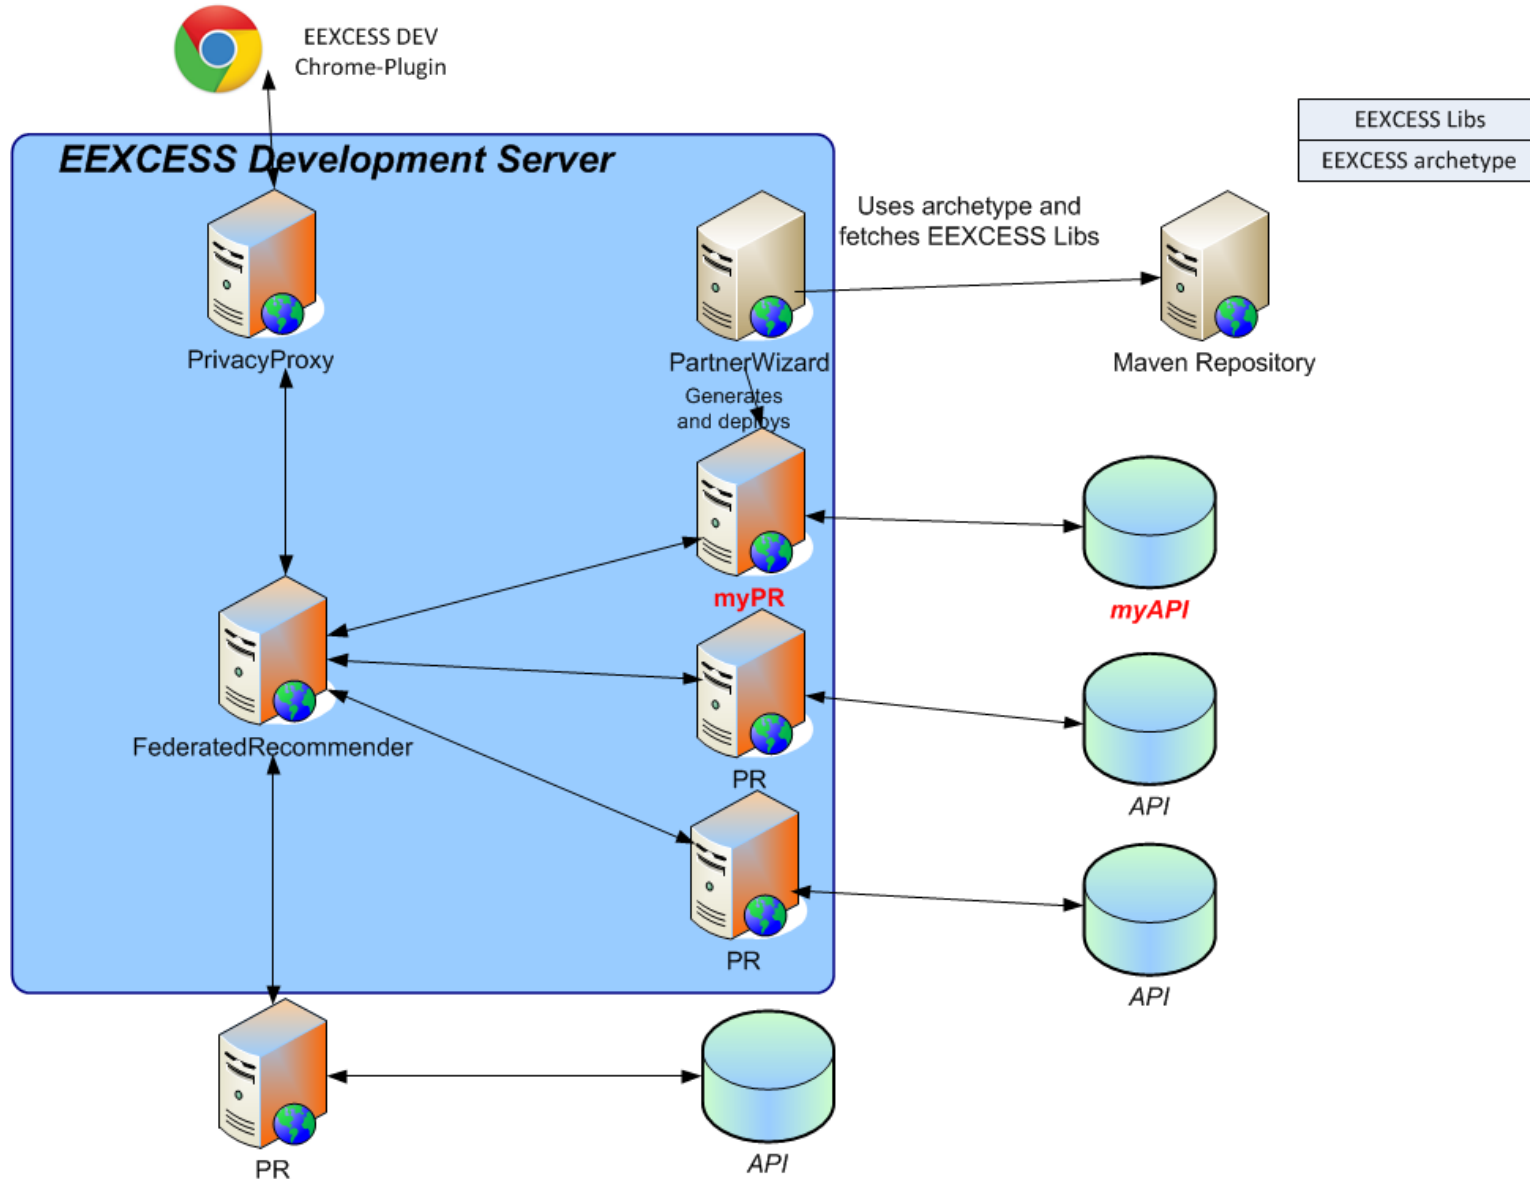 EEXCESS DEV
Chrome-Plugin
EEXCESS Libs
EEXCESS archetype
EEXCESS Development Server
Uses archetype and
fetches EEXCESS Libs
PrivacyProxy
PartnerWizard
Maven Repository
Generates
and deploys
myPR
myAPI
FederatedRecommender
PR
API
PR
API
PR
API